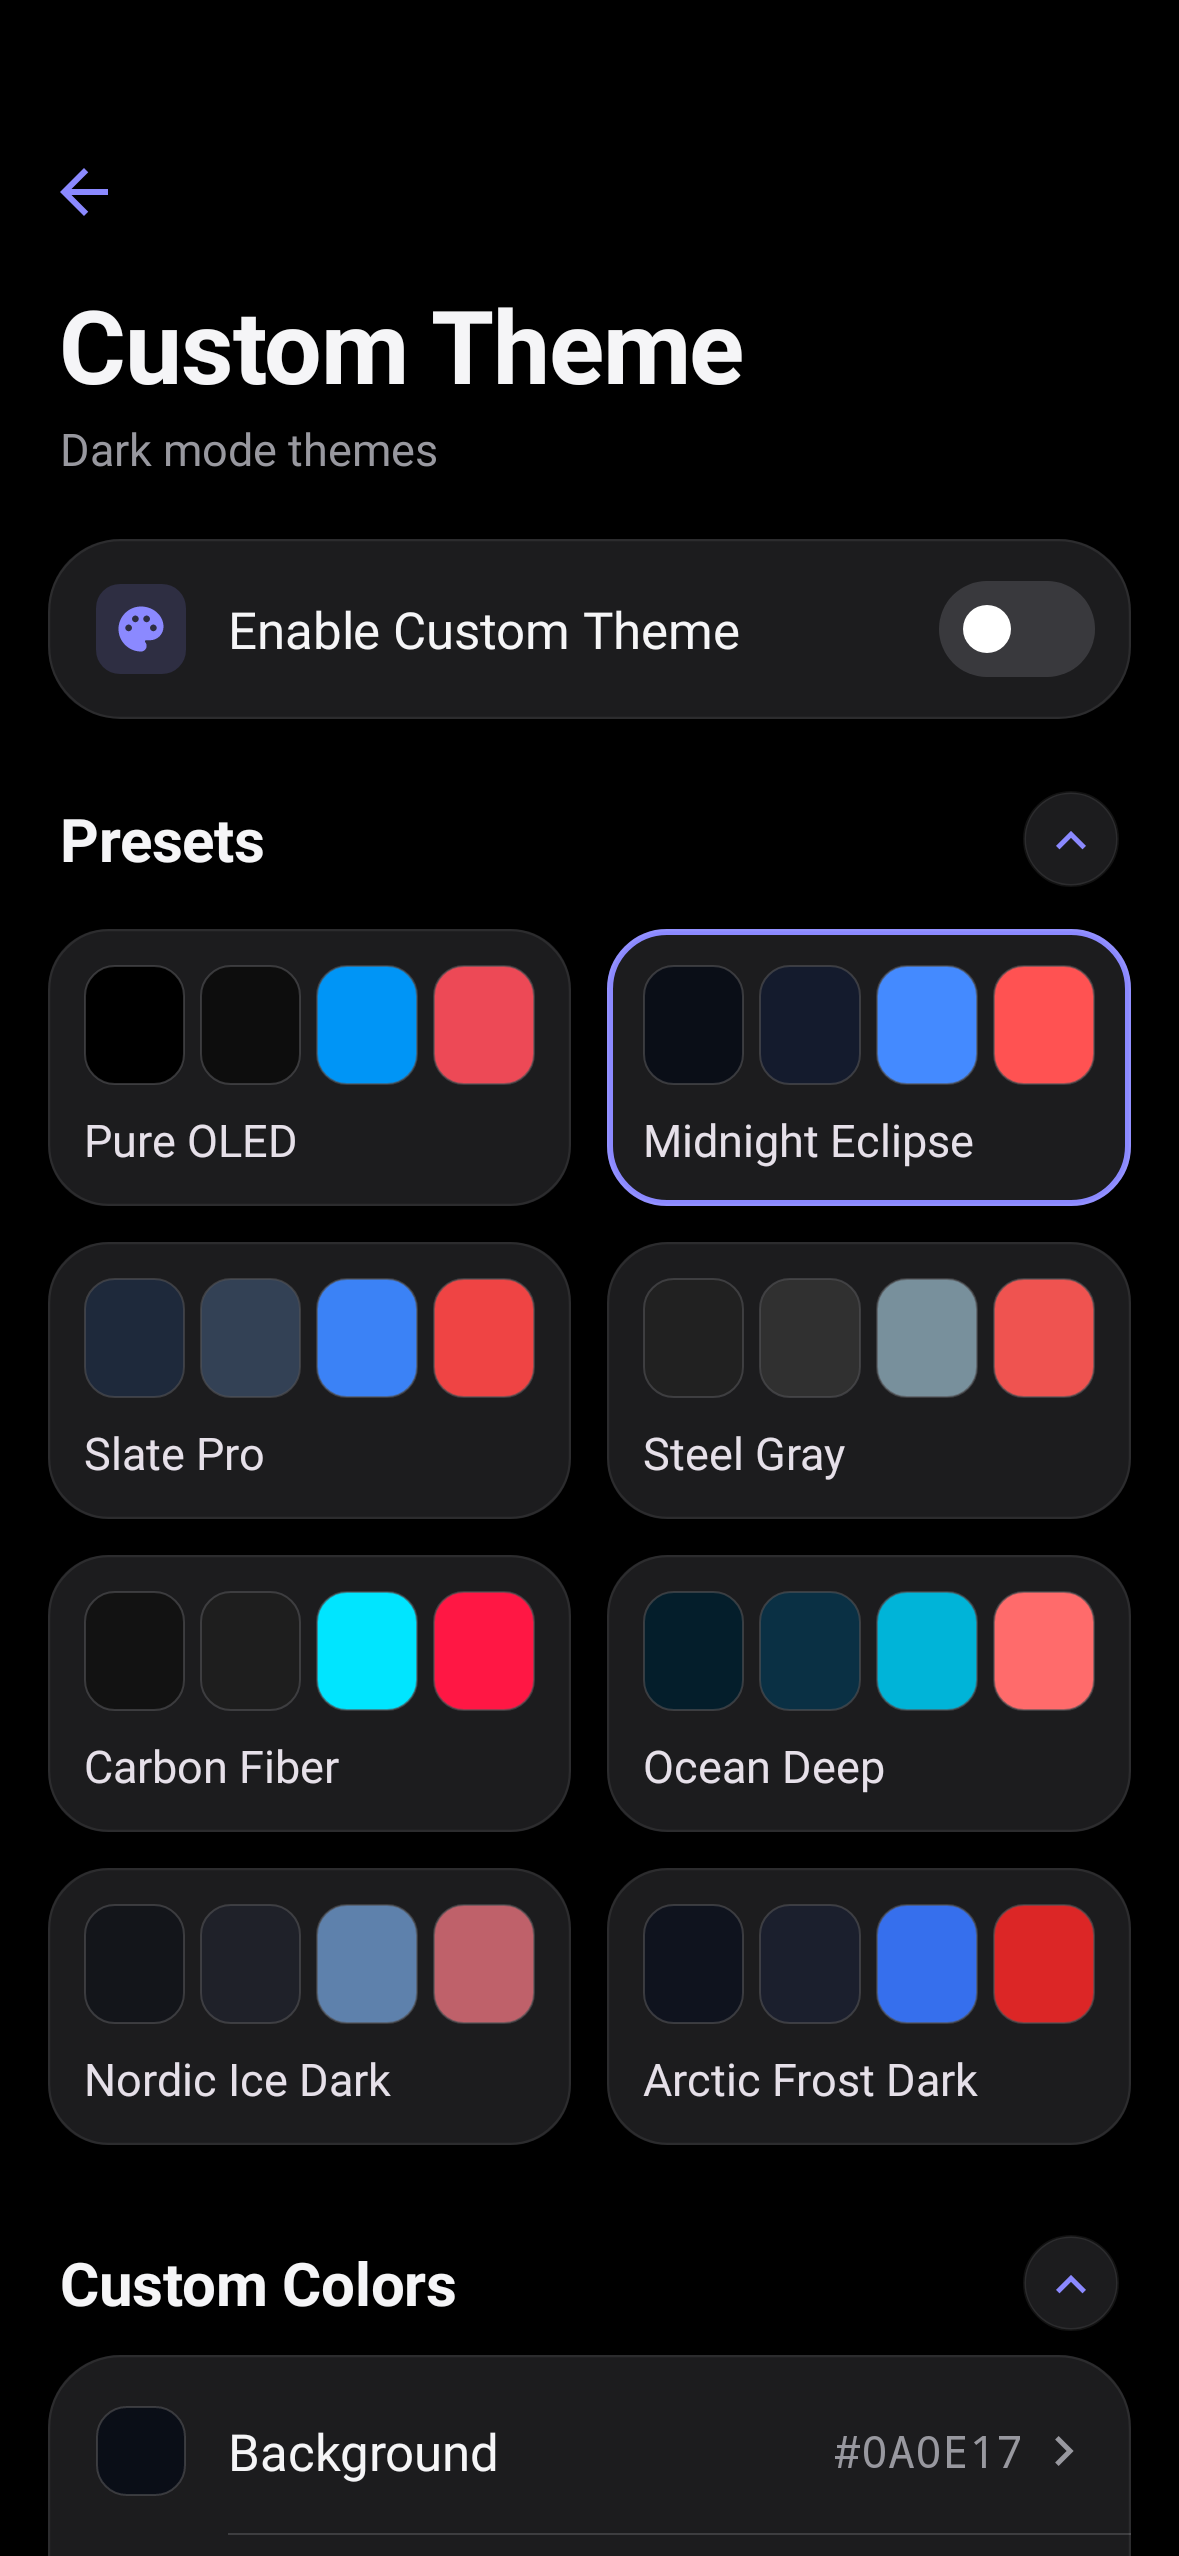 Custom Theme
Dark mode themes
Enable Custom Theme
Presets
Pure OLED
Midnight Eclipse
Slate Pro
Steel Gray
Carbon Fiber
Ocean Deep
Nordic Ice Dark
Arctic Frost Dark
Custom Colors
Background #0A0E17